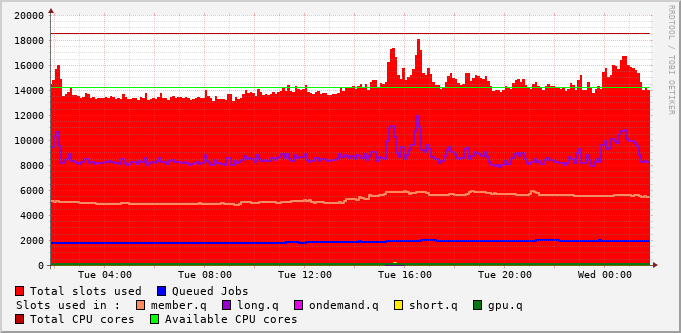 20000
18000
16000
14000
12000
10000
8000
6000
4000
2000
0
Tue 04:00 Tue 08:00 Tue 12:00 Tue 16:00 Tue 20:00 Wed 00:00
RRDTOOL / TOBI OETIKER
Total slots used Queued Jobs
Slots used in : member.q long.q ondemand.q short.q gpu.q
Total CPU cores Available CPU cores